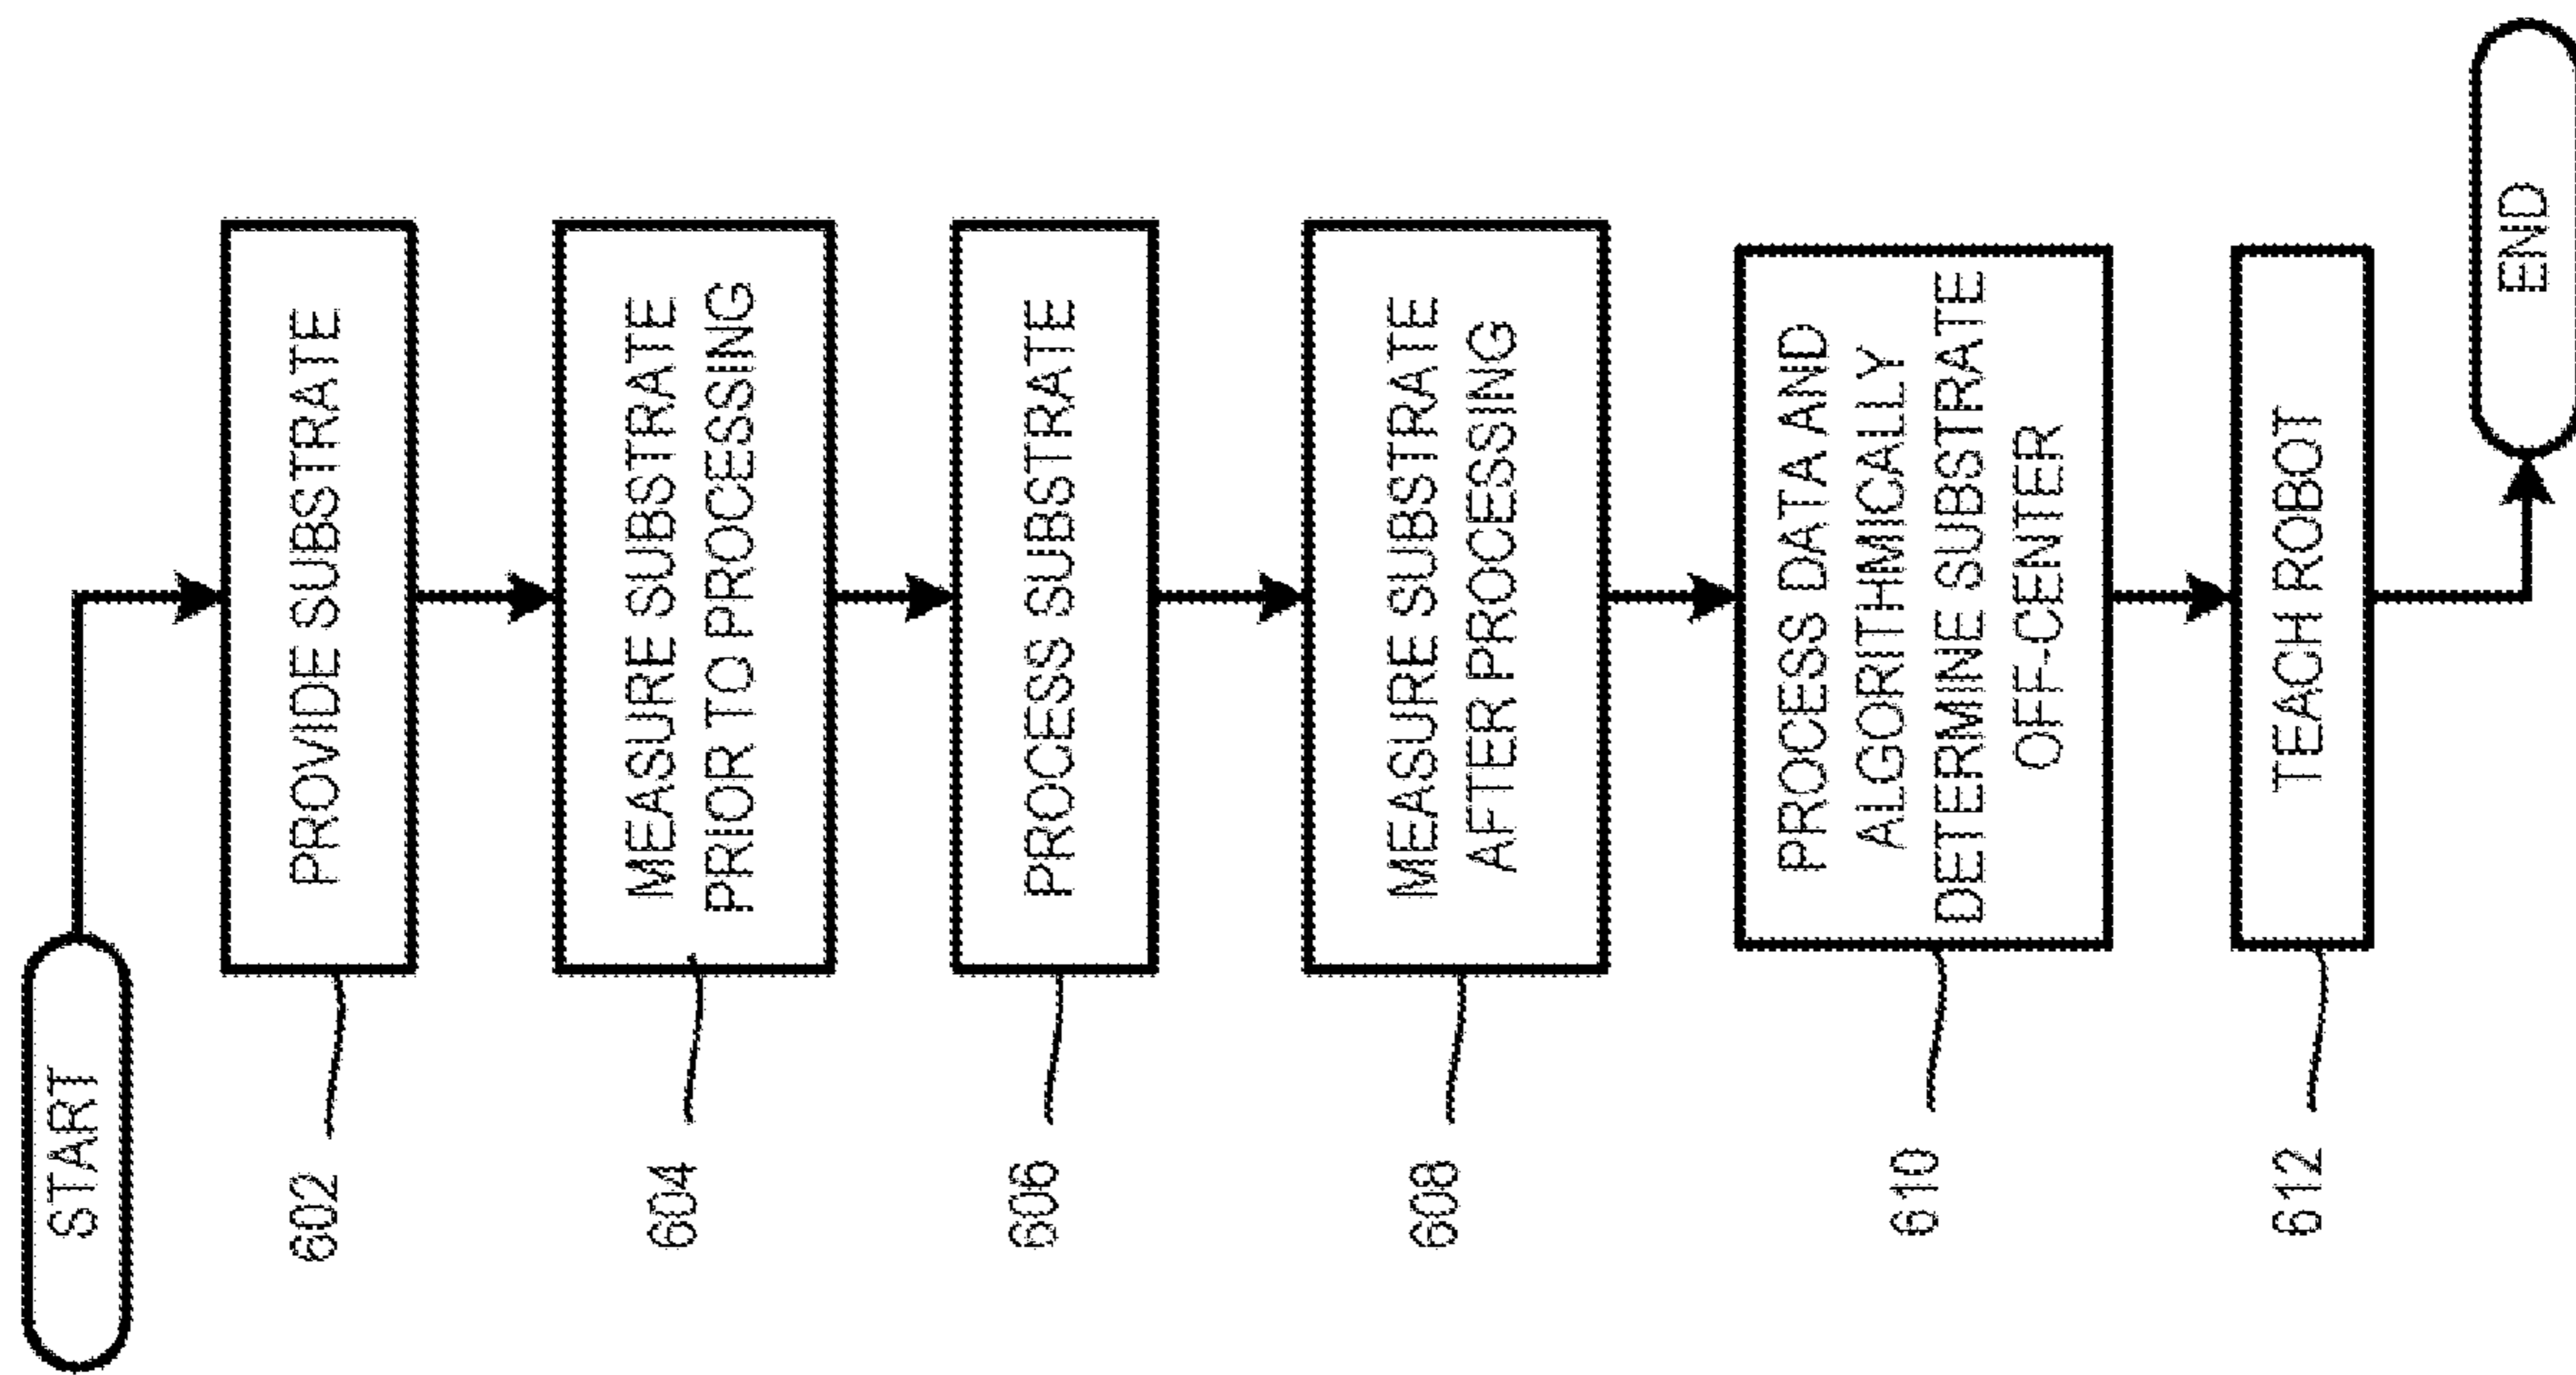 START
602
PROVIDE SUBSTRATE
604
MEASURE SUBSTRATE
PRIOR TO PROCESSING
606
PROCESS SUBSTRATE
608
MEASURE SUBSTRATE
AFTER PROCESSING
610
PROCESS DATA AND
ALGORITHMICALLY
DETERMINE SUBSTRATE
OFF-CENTER
612
TEACH ROBOT
END